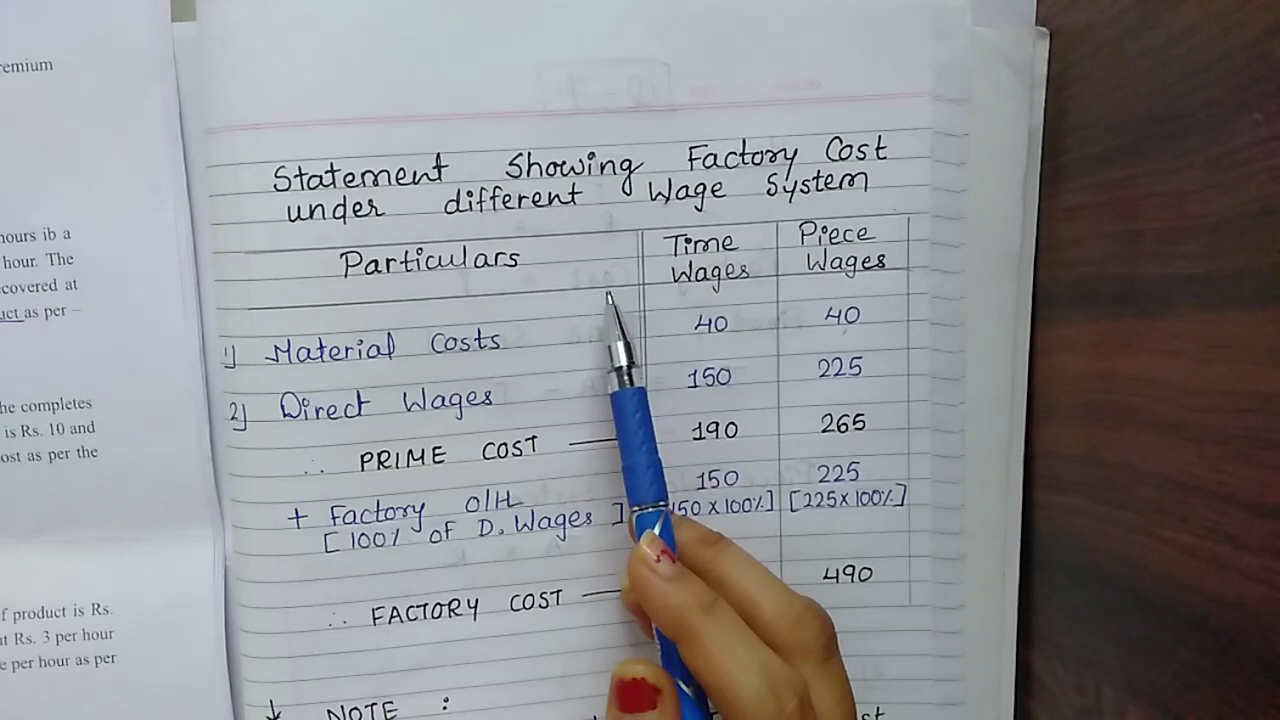 remium
hours ib a
hour. The
covered at
uct as per –
he completes
is Rs. 10 and
ost as per the
f product is Rs.
at Rs. 3 per hour
e per hour as per
Statement Showing Factory Cost
under different Wage System
Particulars Time Wages Piece Wages
1) Material Costs 40 40
2) Direct Wages 150 225
∴ PRIME COST — 190 265
+ Factory O/H 150 225
[100% of D. Wages] 150 x 100%] [225 x 100%]
∴ FACTORY COST — 490
↓ NOTE :
st